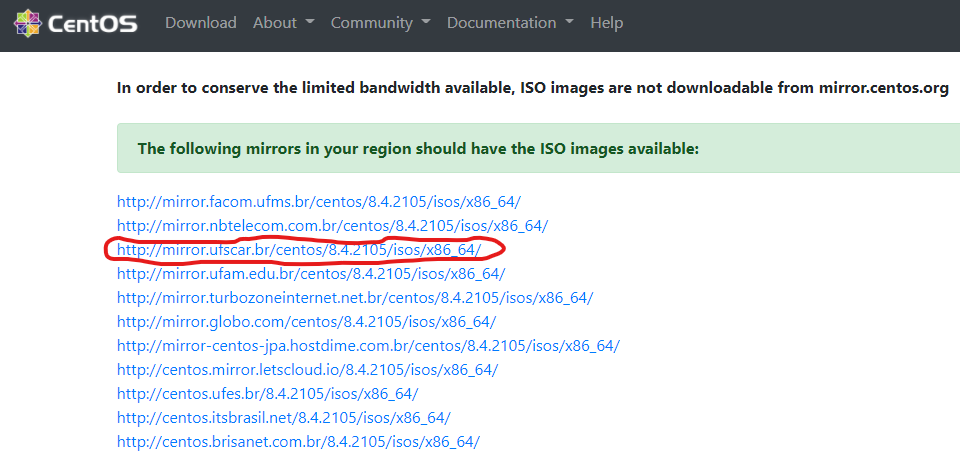 CentOS Download About Community Documentation Help
In order to conserve the limited bandwidth available, ISO images are not downloadable from mirror.centos.org
The following mirrors in your region should have the ISO images available:
http://mirror.facom.ufms.br/centos/8.4.2105/isos/x86_64/
http://mirror.nbtelecom.com.br/centos/8.4.2105/isos/x86_64/
http://mirror.ufscar.br/centos/8.4.2105/isos/x86_64/
http://mirror.ufam.edu.br/centos/8.4.2105/isos/x86_64/
http://mirror.turbozoneinternet.net.br/centos/8.4.2105/isos/x86_64/
http://mirror.globo.com/centos/8.4.2105/isos/x86_64/
http://mirror-centos-jpa.hostdime.com.br/centos/8.4.2105/isos/x86_64/
http://centos.mirror.letscloud.io/8.4.2105/isos/x86_64/
http://centos.ufes.br/8.4.2105/isos/x86_64/
http://centos.itsbrasil.net/8.4.2105/isos/x86_64/
http://centos.brisanet.com.br/8.4.2105/isos/x86_64/